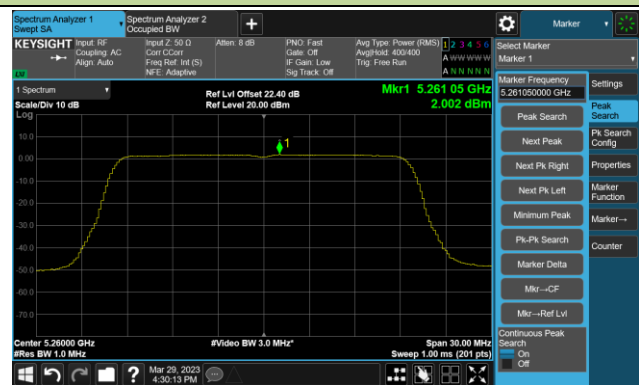 Spectrum Analyzer 1
Swept SA
Spectrum Analyzer 2
Occupied BW
+
Marker
KEYSIGHT
Input: RF
Coupling: AC
Align: Auto
Input Z: 50 Ω
Corr CCorr
Freq Ref: Int (S)
NFE: Adaptive
Atten: 8 dB
PNO: Fast
Gate: Off
IF Gain: Low
Sig Track: Off
Avg Type: Power (RMS)
Avg|Hold: 400/400
Trig: Free Run
1 2 3 4 5 6
A W W W W W
A N N N N N
Select Marker
Marker 1
1 Spectrum
Scale/Div 10 dB
Log
Ref Lvl Offset 22.40 dB
Ref Level 20.00 dBm
Mkr1 5.261 05 GHz
2.002 dBm
Marker Frequency
5.261050000 GHz
Peak Search
Next Peak
Next Pk Right
Next Pk Left
Minimum Peak
Pk-Pk Search
Marker Delta
Mkr→CF
Mkr→Ref Lvl
Continuous Peak
Search
On
Off
Settings
Peak
Search
Pk Search
Config
Properties
Marker
Function
Marker→
Counter
10.0
0.00
-10.0
-20.0
-30.0
-40.0
-50.0
-60.0
-70.0
1
Center 5.26000 GHz
#Res BW 1.0 MHz
#Video BW 3.0 MHz*
Span 30.00 MHz
Sweep 1.00 ms (201 pts)
?
Mar 29, 2023
4:30:13 PM